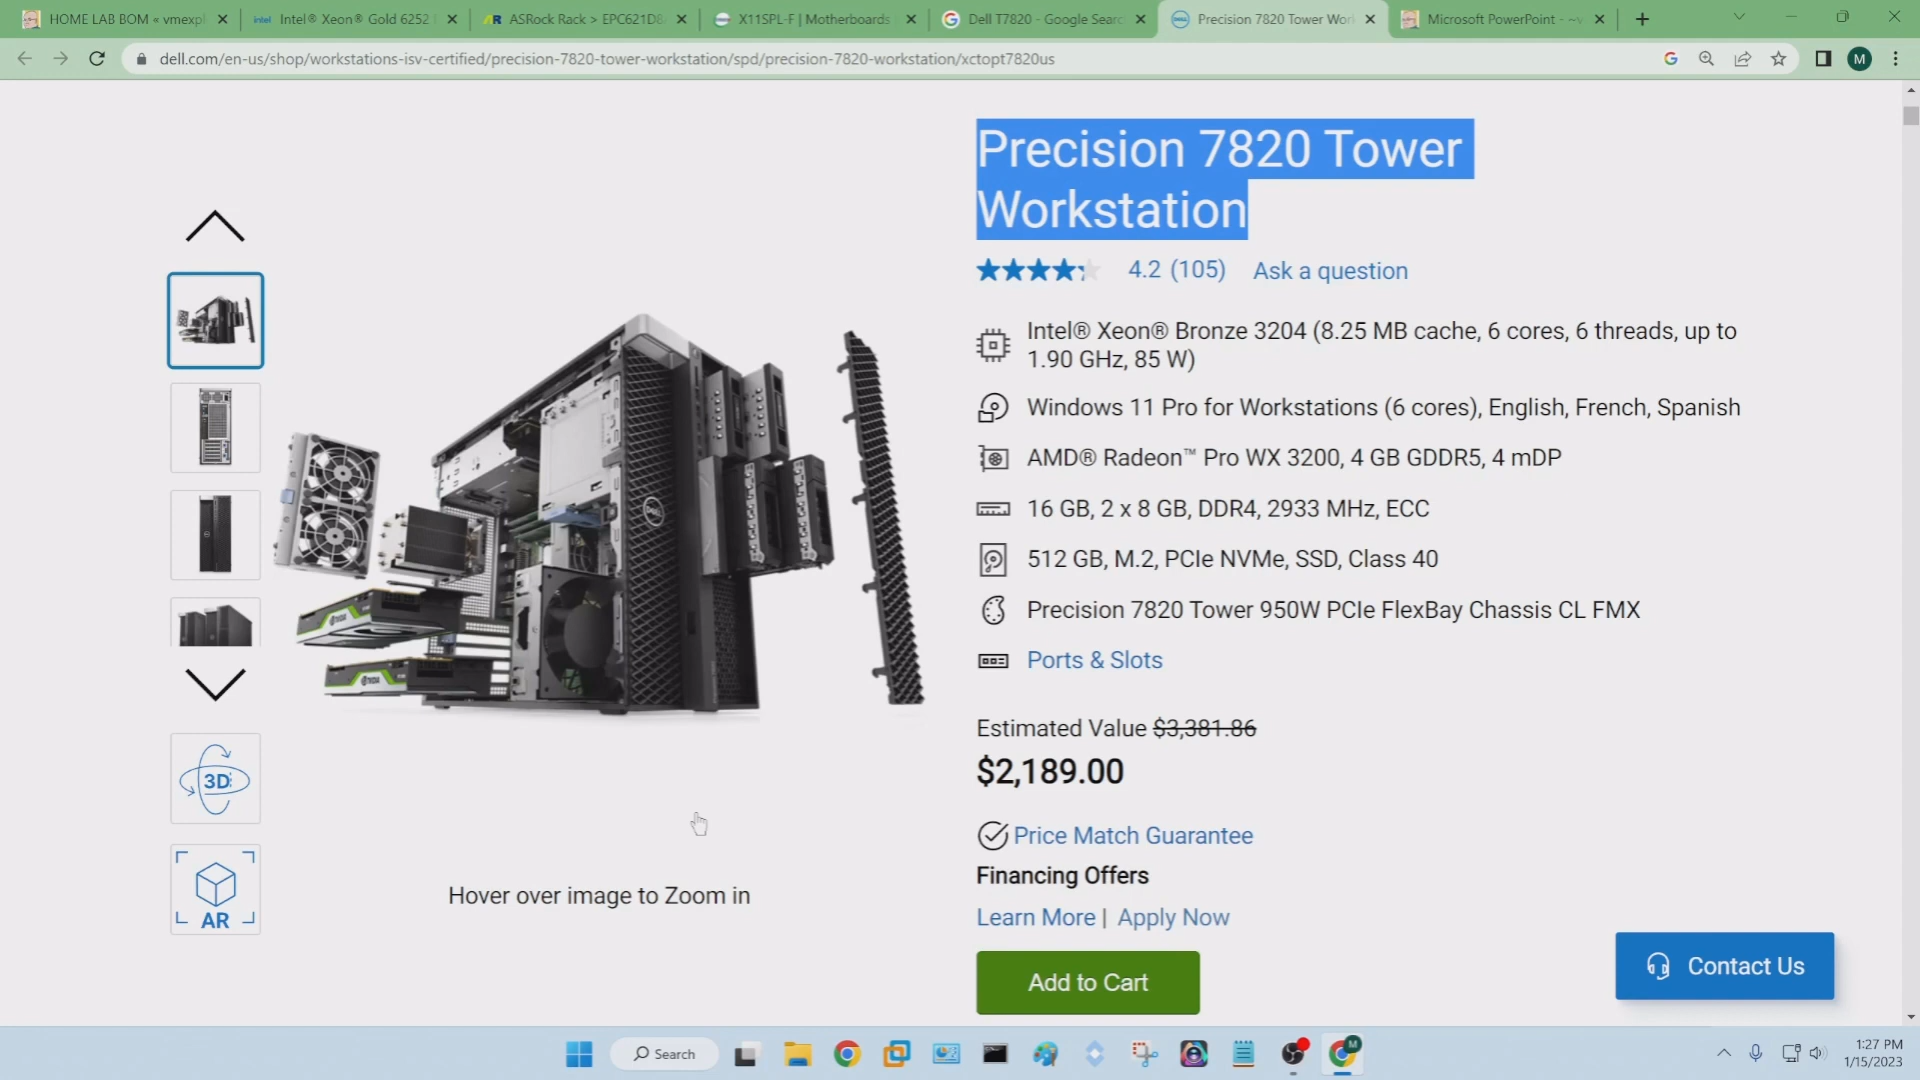 HOME LAB BOM « vmexpl
Intel® Xeon® Gold 6252
ASRock Rack > EPC621D8
X11SPL-F | Motherboards
Dell T7820 - Google Searc
Precision 7820 Tower Wor
Microsoft PowerPoint - ~v
dell.com/en-us/shop/workstations-isv-certified/precision-7820-tower-workstation/spd/precision-7820-workstation/xctopt7820us
M
Precision 7820 Tower
Workstation
4.2 (105) Ask a question
Intel® Xeon® Bronze 3204 (8.25 MB cache, 6 cores, 6 threads, up to
1.90 GHz, 85 W)
Windows 11 Pro for Workstations (6 cores), English, French, Spanish
AMD® Radeon™ Pro WX 3200, 4 GB GDDR5, 4 mDP
16 GB, 2 x 8 GB, DDR4, 2933 MHz, ECC
512 GB, M.2, PCIe NVMe, SSD, Class 40
Precision 7820 Tower 950W PCIe FlexBay Chassis CL FMX
Ports & Slots
Estimated Value $3,381.86
$2,189.00
Price Match Guarantee
Financing Offers
Learn More | Apply Now
Add to Cart
3D
AR
Hover over image to Zoom in
Contact Us
Search
1:27 PM
1/15/2023